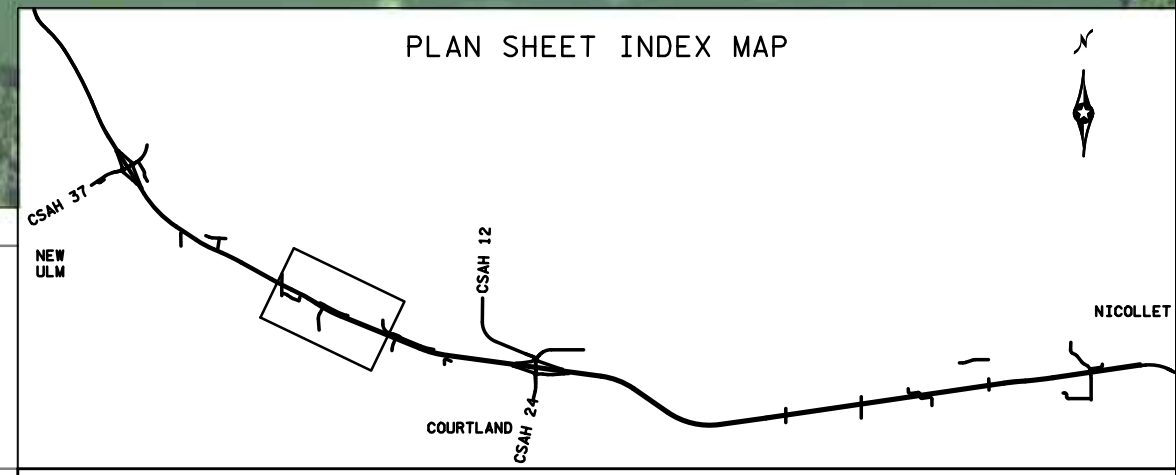 PLAN SHEET INDEX MAP
N
CSAH 37
NEW
ULM
CSAH 12
NICOLLET
COURTLAND
CSAH 24